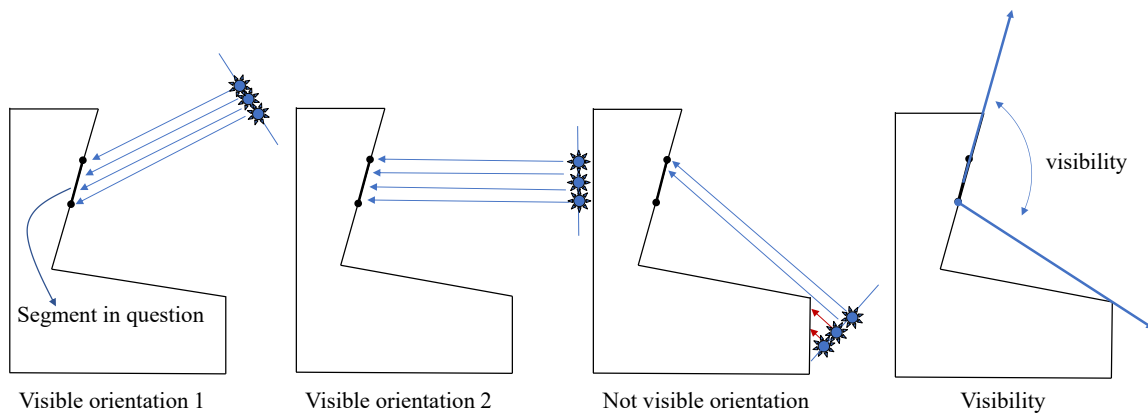 visibility
Segment in question
Visible orientation 1
Visible orientation 2
Not visible orientation
Visibility